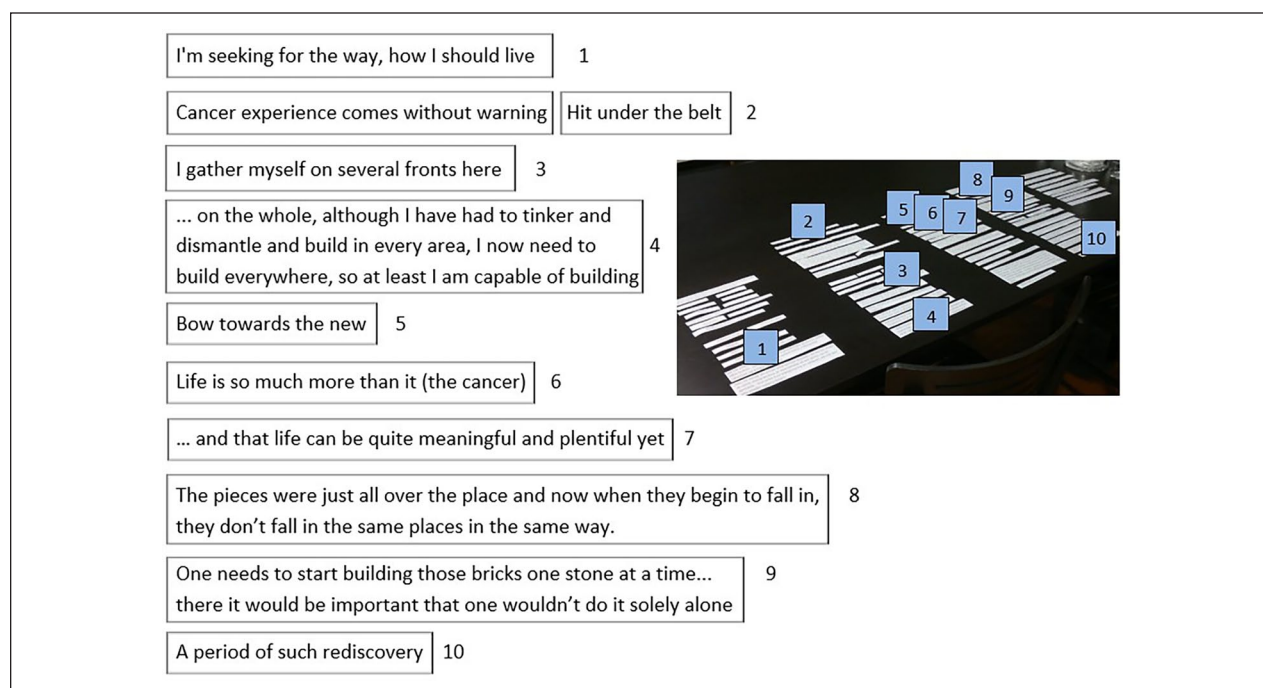 I'm seeking for the way, how I should live 1
Cancer experience comes without warning Hit under the belt 2
I gather myself on several fronts here 3
... on the whole, although I have had to tinker and
dismantle and build in every area, I now need to
build everywhere, so at least I am capable of building
4
Bow towards the new 5
Life is so much more than it (the cancer) 6
... and that life can be quite meaningful and plentiful yet 7
The pieces were just all over the place and now when they begin to fall in,
they don’t fall in the same places in the same way.
8
One needs to start building those bricks one stone at a time...
there it would be important that one wouldn’t do it solely alone
9
A period of such rediscovery 10
8
9
5 6 7
2
10
3
4
1